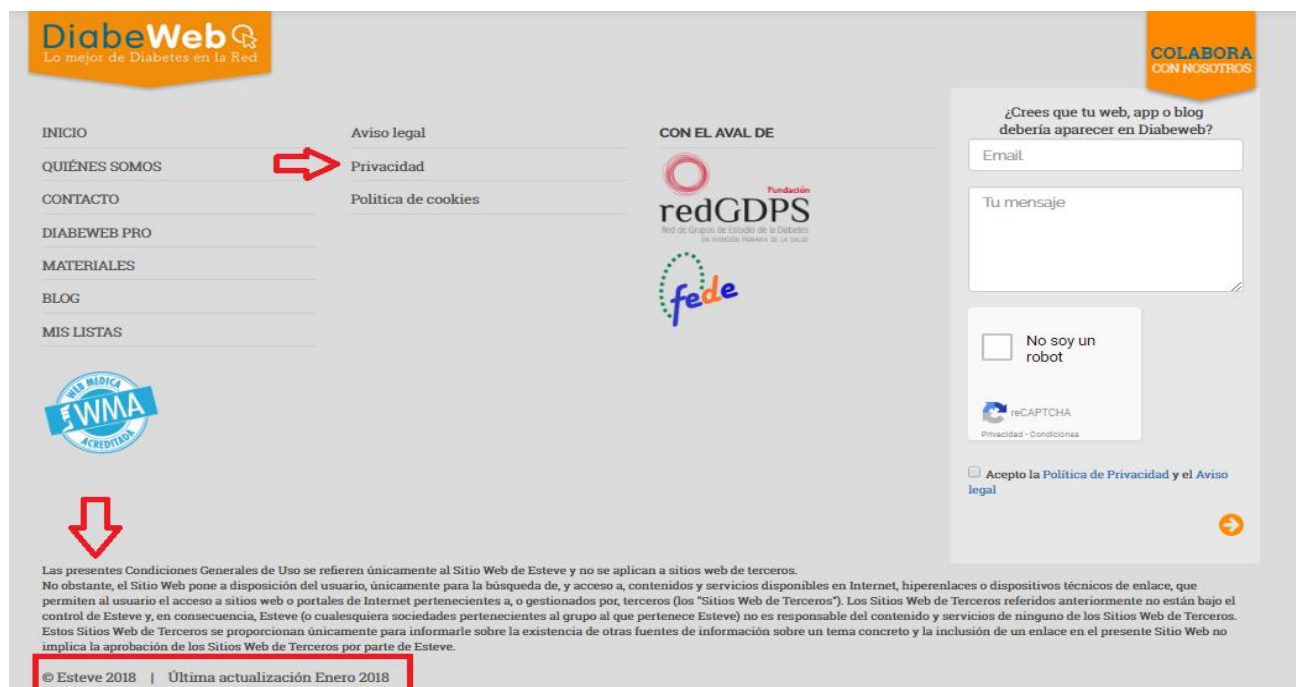 DiabeWeb
Lo mejor de Diabetes en la Red
COLABORA
CON NOSOTROS
INICIO
QUIÉNES SOMOS
CONTACTO
DIABEWEB PRO
MATERIALES
BLOG
MIS LISTAS
WEB MEDICA
WMA
ACREDITADA
Aviso legal
Privacidad
Politica de cookies
CON EL AVAL DE
Fundación
redGDPS
Red de Grupos de Estudio de la Diabetes
EN ATENCIÓN PRIMARIA DE LA SALUD
fede
¿Crees que tu web, app o blog
debería aparecer en Diabeweb?
Email
Tu mensaje
No soy un
robot
reCAPTCHA
Privacidad - Condiciones
Acepto la Política de Privacidad y el Aviso
legal
Las presentes Condiciones Generales de Uso se refieren únicamente al Sitio Web de Esteve y no se aplican a sitios web de terceros.
No obstante, el Sitio Web pone a disposición del usuario, únicamente para la búsqueda de, y acceso a, contenidos y servicios disponibles en Internet, hiperenlaces o dispositivos técnicos de enlace, que
permiten al usuario el acceso a sitios web o portales de Internet pertenecientes a, o gestionados por, terceros (los "Sitios Web de Terceros"). Los Sitios Web de Terceros referidos anteriormente no están bajo el
control de Esteve y, en consecuencia, Esteve (o cualesquiera sociedades pertenecientes al grupo al que pertenece Esteve) no es responsable del contenido y servicios de ninguno de los Sitios Web de Terceros.
Estos Sitios Web de Terceros se proporcionan únicamente para informarle sobre la existencia de otras fuentes de información sobre un tema concreto y la inclusión de un enlace en el presente Sitio Web no
implica la aprobación de los Sitios Web de Terceros por parte de Esteve.
© Esteve 2018 | Última actualización Enero 2018